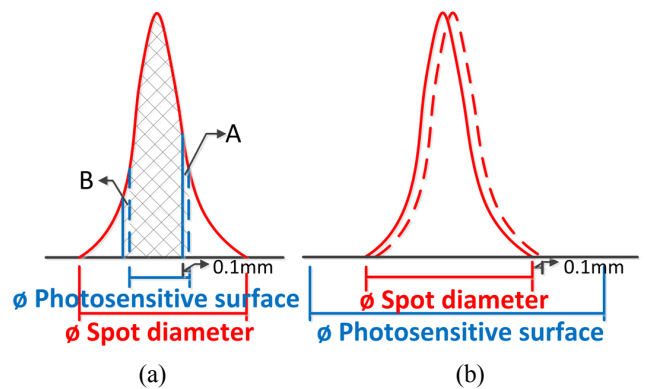 A
B
0.1mm
ø Photosensitive surface
ø Spot diameter
(a)
0.1mm
ø Spot diameter
ø Photosensitive surface
(b)